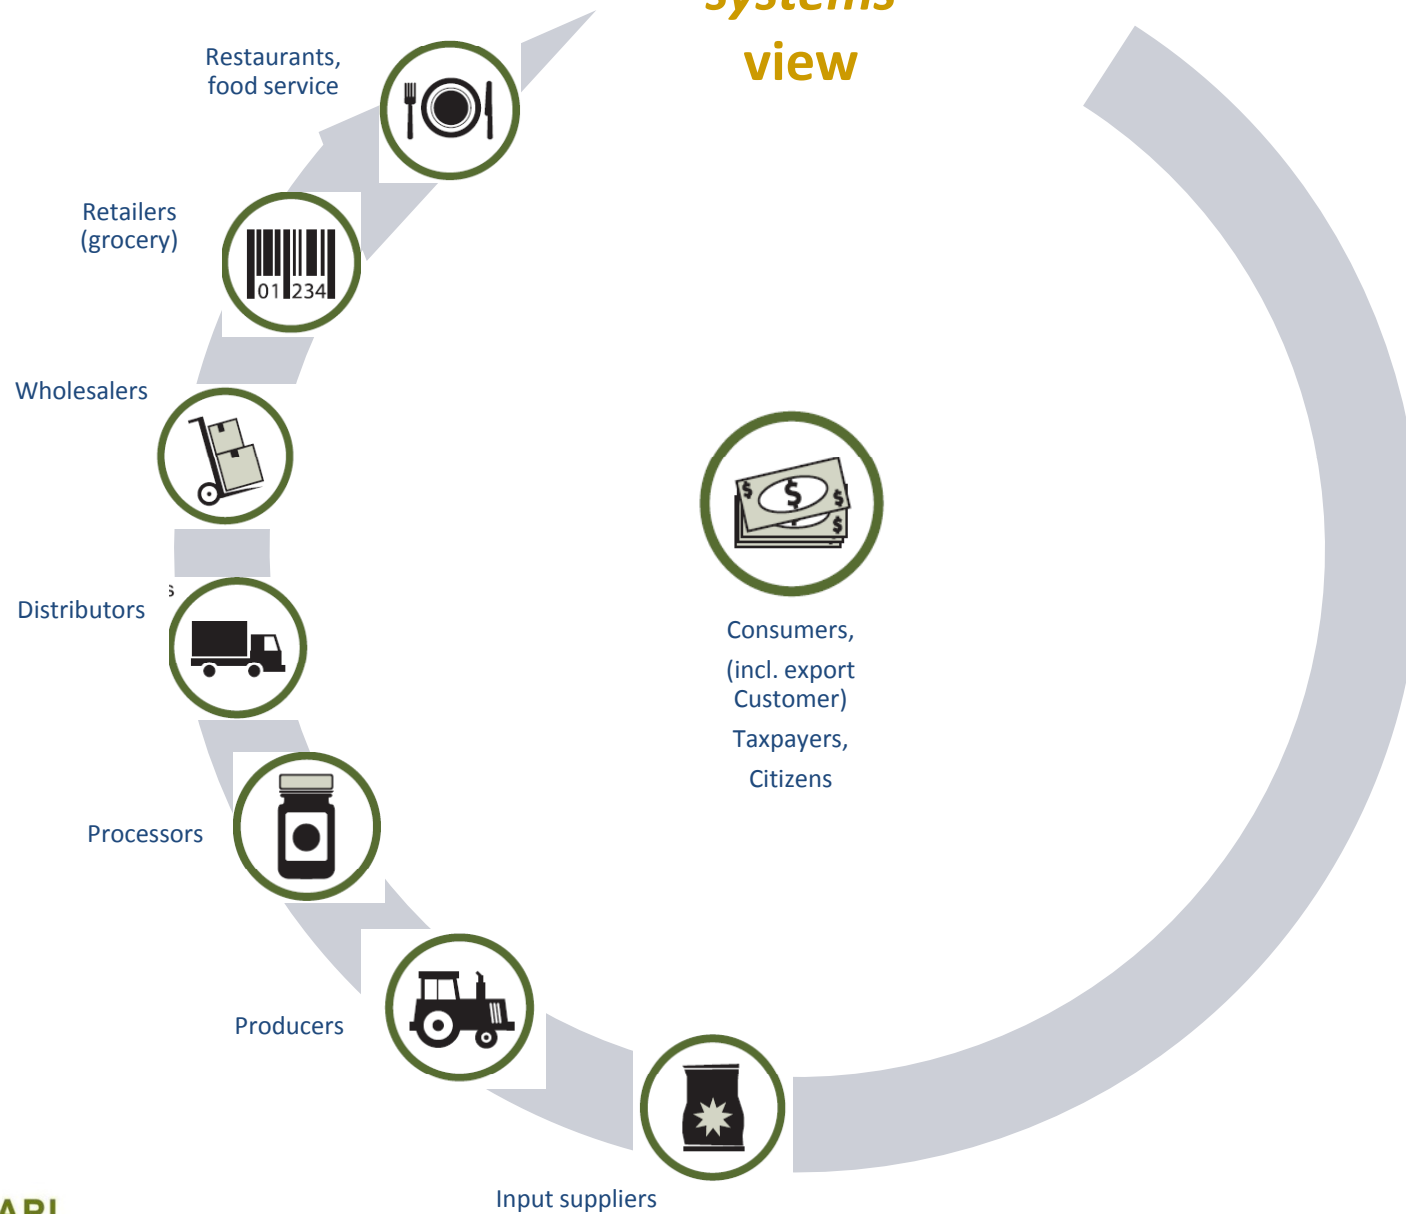 systems
view
Restaurants,
food service
Retailers
(grocery)
01 234
Wholesalers
Distributors
Consumers,
(incl. export
Customer)
Taxpayers,
Citizens
Processors
Producers
Input suppliers